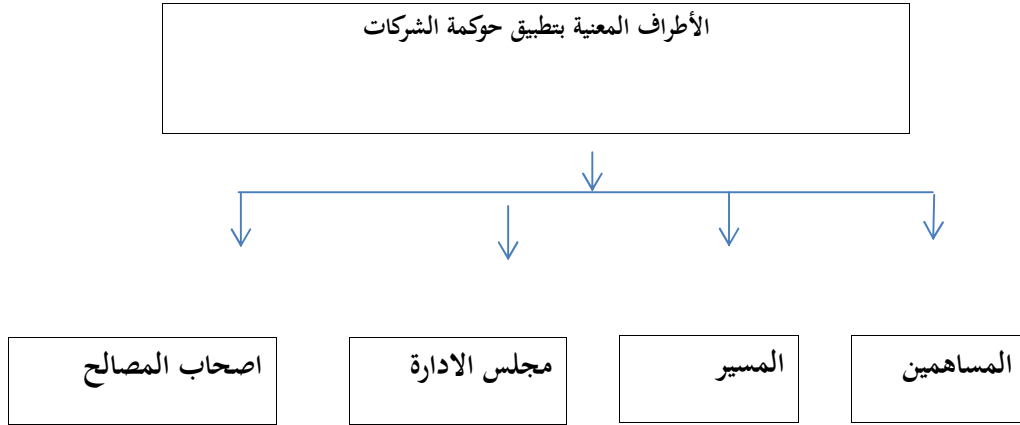 الأطراف المعنية بتطبيق حوكمة الشركات
المساهمين
المسير
مجلس الادارة
اصحاب المصالح